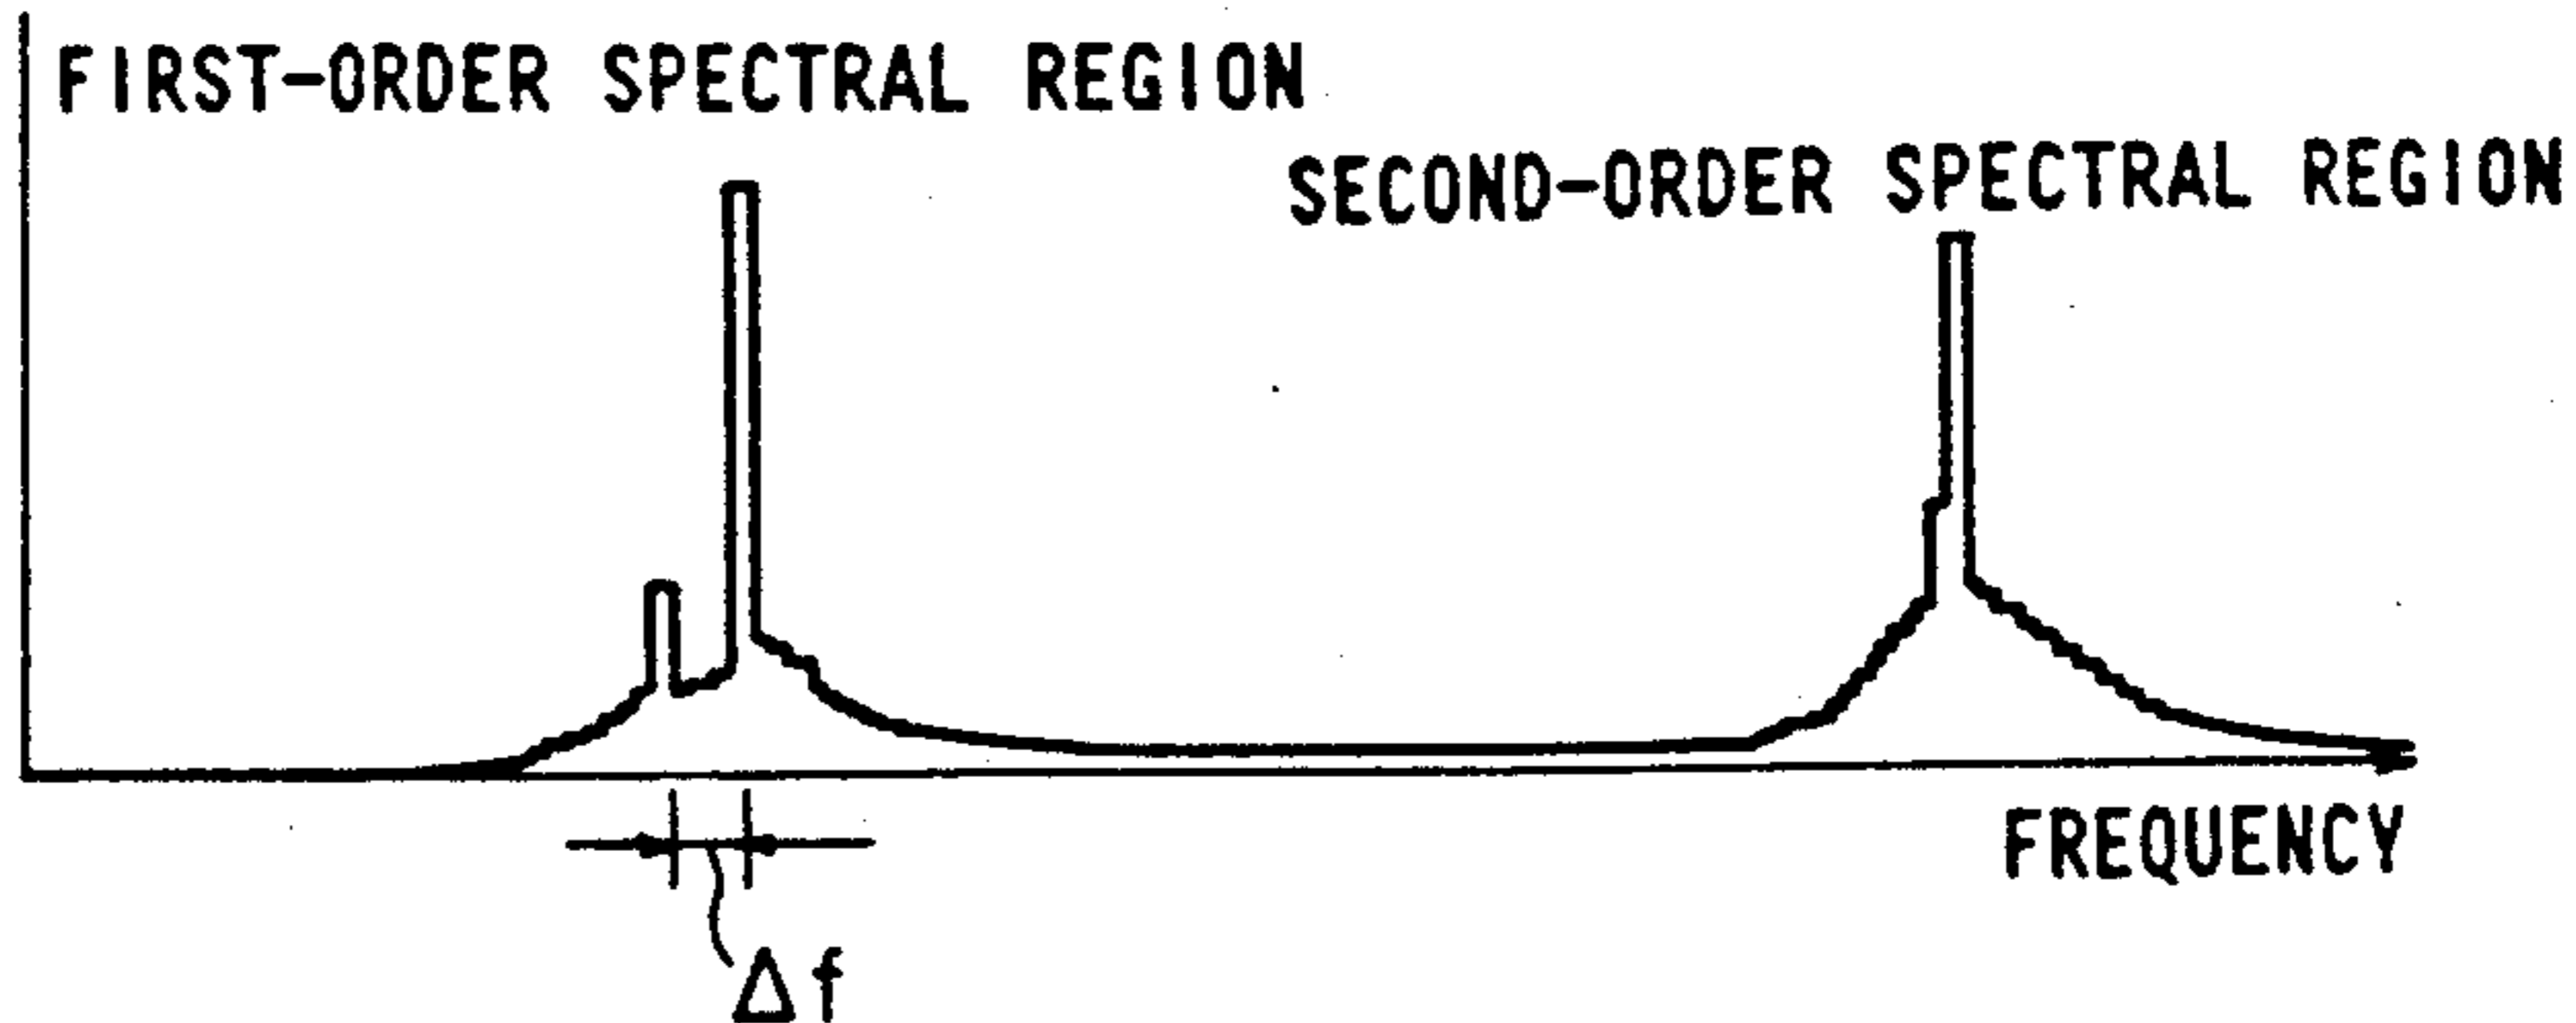 FIRST-ORDER SPECTRAL REGION
SECOND-ORDER SPECTRAL REGION
FREQUENCY
Δf